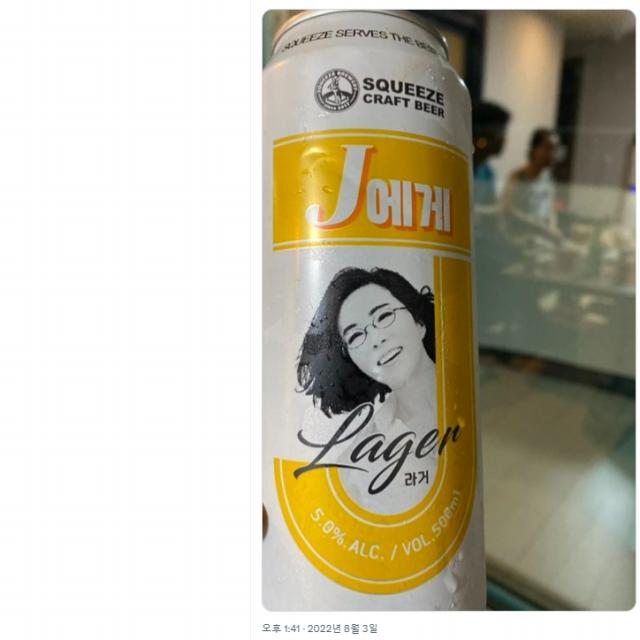 SQUEEZE SERVES THE BEST
SQUEEZE
CRAFT BEER
J에게
Lager
라거
5.0%.ALC. / VOL.500ml
오후 1:41 · 2022년 8월 3일